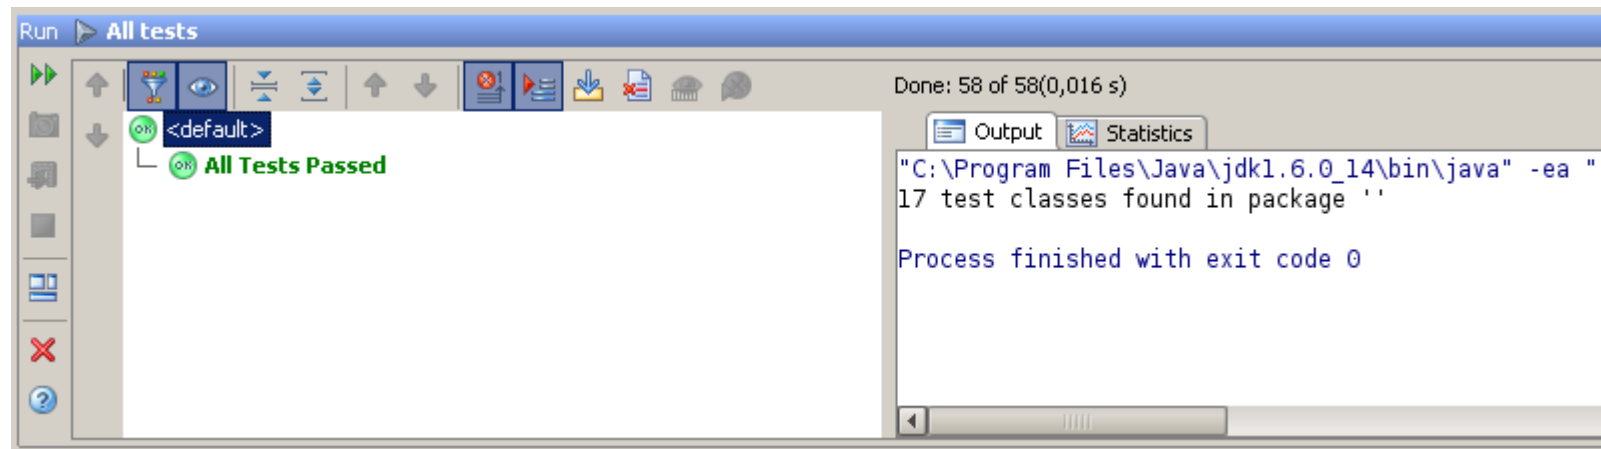 Run All tests
Done: 58 of 58(0,016 s)
<default>
All Tests Passed
Output Statistics
"C:\Program Files\Java\jdk1.6.0_14\bin\java" -ea "
17 test classes found in package ''
Process finished with exit code 0